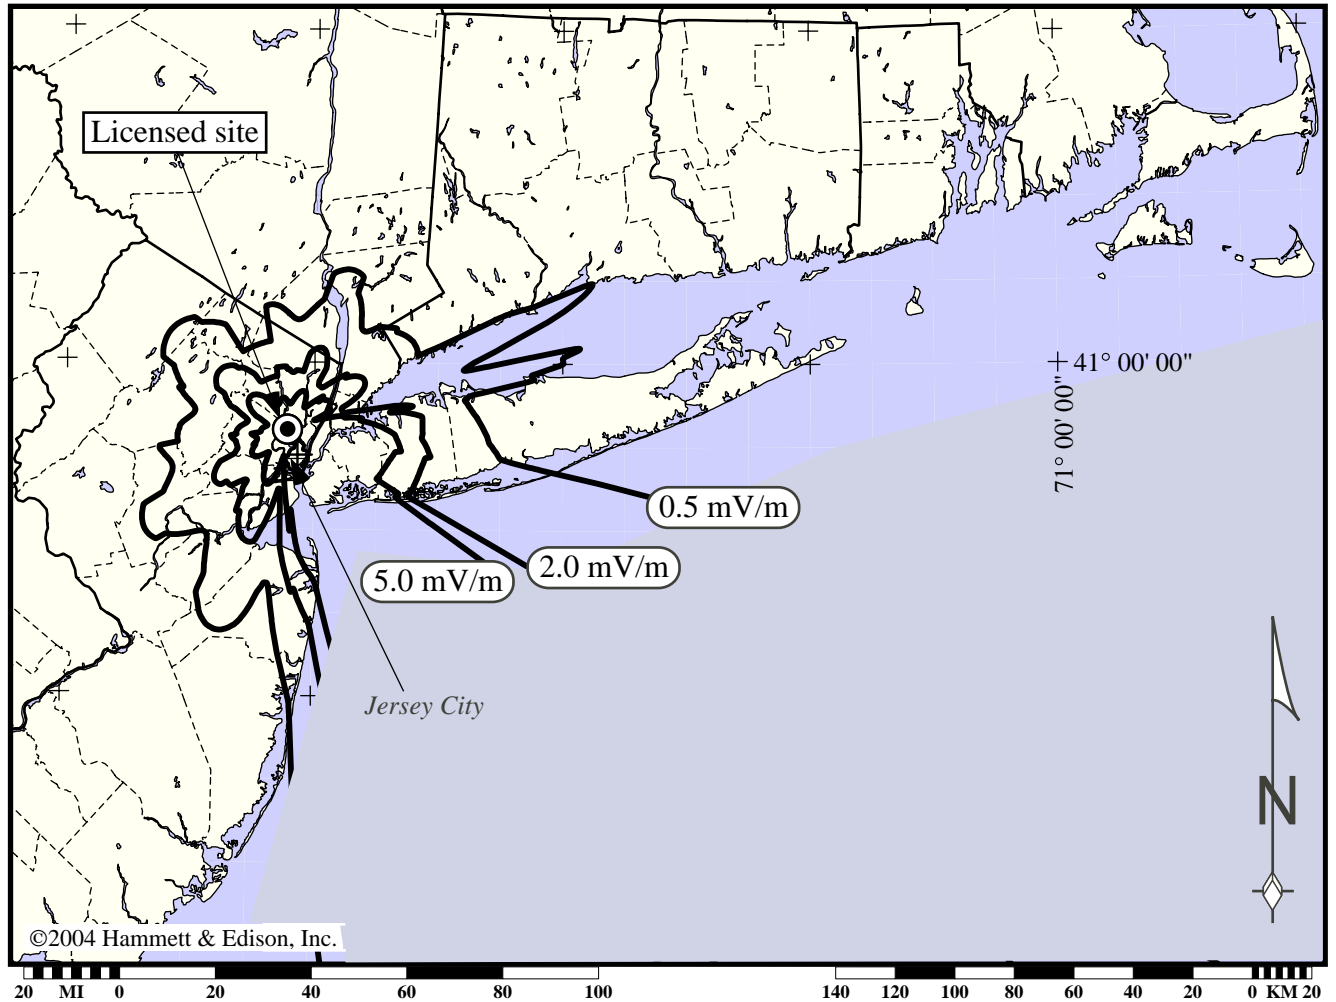 Licensed site
41° 00' 00"
71° 00' 00"
0.5 mV/m
2.0 mV/m
5.0 mV/m
Jersey City
N
©2004 Hammett & Edison, Inc.
20 MI 0 20 40 60 80 100 140 120 100 80 60 40 20 0 KM 20